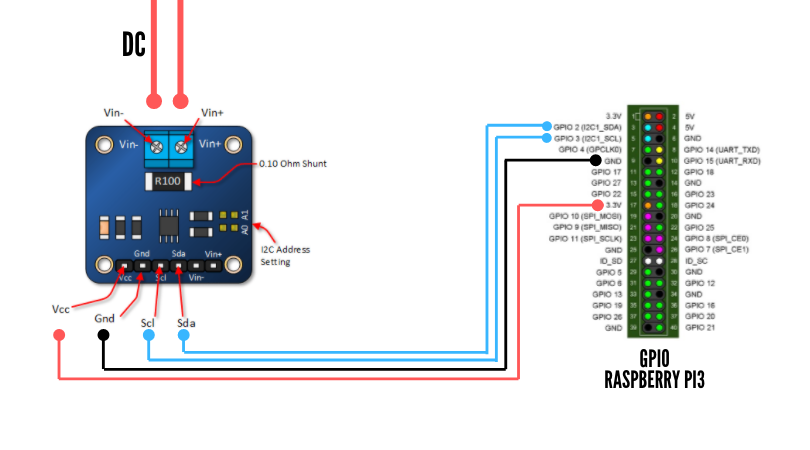 DC
Vin-
Vin+
Vin-
Vin+
R100
0.10 Ohm Shunt
A0 A1
I2C Address
Setting
Gnd
Sda
Vin+
Vcc
Scl
Vin-
Vcc
Gnd
Scl
Sda
3.3V 1 2 5V
GPIO 2 (I2C1_SDA) 3 4 5V
GPIO 3 (I2C1_SCL) 5 6 GND
GPIO 4 (GPCLK0) 7 8 GPIO 14 (UART_TXD)
GND 9 10 GPIO 15 (UART_RXD)
GPIO 17 11 12 GPIO 18
GPIO 27 13 14 GND
GPIO 22 15 16 GPIO 23
3.3V 17 18 GPIO 24
GPIO 10 (SPI_MOSI) 19 20 GND
GPIO 9 (SPI_MISO) 21 22 GPIO 25
GPIO 11 (SPI_SCLK) 23 24 GPIO 8 (SPI_CE0)
GND 25 26 GPIO 7 (SPI_CE1)
ID_SD 27 28 ID_SC
GPIO 5 29 30 GND
GPIO 6 31 32 GPIO 12
GPIO 13 33 34 GND
GPIO 19 35 36 GPIO 16
GPIO 26 37 38 GPIO 20
GND 39 40 GPIO 21
GPIO
RASPBERRY PI3